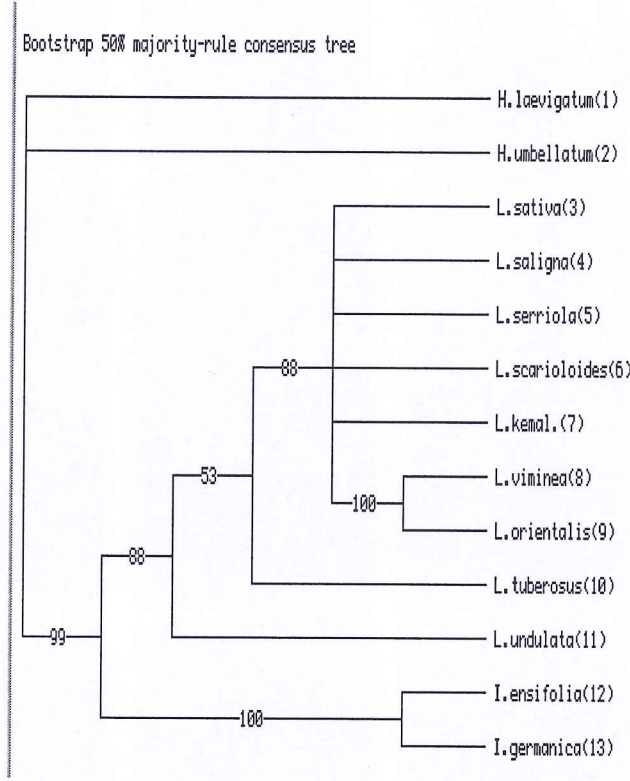 Bootstrap 50% majority-rule consensus tree
H.laevigatum(1)
H.umbellatum(2)
L.sativa(3)
L.saligna(4)
L.serriola(5)
88
L.scarioloides(6)
L.kemal.(7)
53
L.viminea(8)
100
L.orientalis(9)
88
L.tuberosus(10)
99
L.undulata(11)
I.ensifolia(12)
100
I.germanica(13)